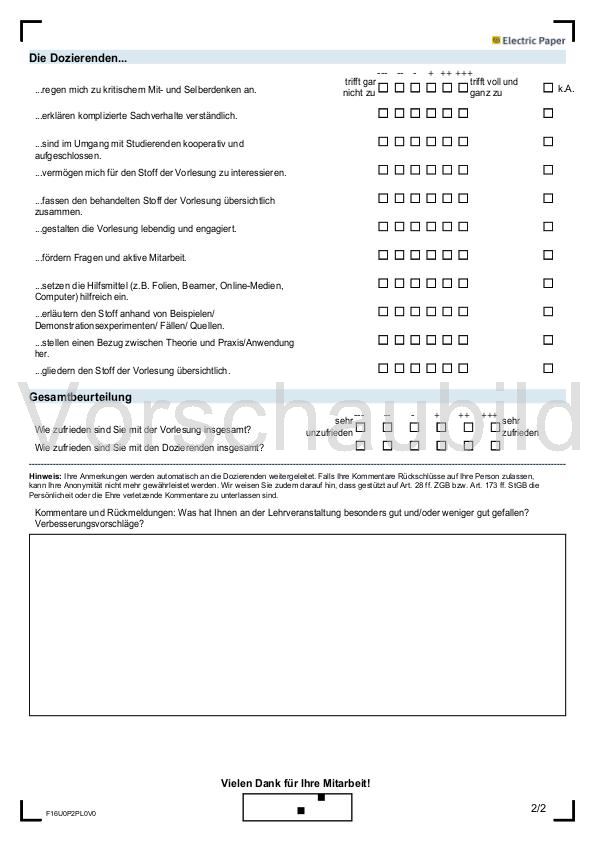 Electric Paper
Die Dozierenden...
--- -- - + ++ +++
...regen mich zu kritischem Mit- und Selberdenken an. trifft gar nicht zu trifft voll und ganz zu k.A.
...erklären komplizierte Sachverhalte verständlich.
...sind im Umgang mit Studierenden kooperativ und
aufgeschlossen.
...vermögen mich für den Stoff der Vorlesung zu interessieren.
...fassen den behandelten Stoff der Vorlesung übersichtlich
zusammen.
...gestalten die Vorlesung lebendig und engagiert.
...fördern Fragen und aktive Mitarbeit.
...setzen die Hilfsmittel (z.B. Folien, Beamer, Online-Medien,
Computer) hilfreich ein.
...erläutern den Stoff anhand von Beispielen/
Demonstrationsexperimenten/ Fällen/ Quellen.
...stellen einen Bezug zwischen Theorie und Praxis/Anwendung
her.
...gliedern den Stoff der Vorlesung übersichtlich.
Vorschaubild
Gesamtbeurteilung
--- -- - + ++ +++
Wie zufrieden sind Sie mit der Vorlesung insgesamt? sehr unzufrieden sehr zufrieden
Wie zufrieden sind Sie mit den Dozierenden insgesamt?
Hinweis: Ihre Anmerkungen werden automatisch an die Dozierenden weitergeleitet. Falls Ihre Kommentare Rückschlüsse auf Ihre Person zulassen,
kann Ihre Anonymität nicht mehr gewährleistet werden. Wir weisen Sie zudem darauf hin, dass gestützt auf Art. 28 ff. ZGB bzw. Art. 173 ff. StGB die
Persönlichkeit oder die Ehre verletzende Kommentare zu unterlassen sind.
Kommentare und Rückmeldungen: Was hat Ihnen an der Lehrveranstaltung besonders gut und/oder weniger gut gefallen?
Verbesserungsvorschläge?
Vielen Dank für Ihre Mitarbeit!
F16U0P2PL0V0
2/2